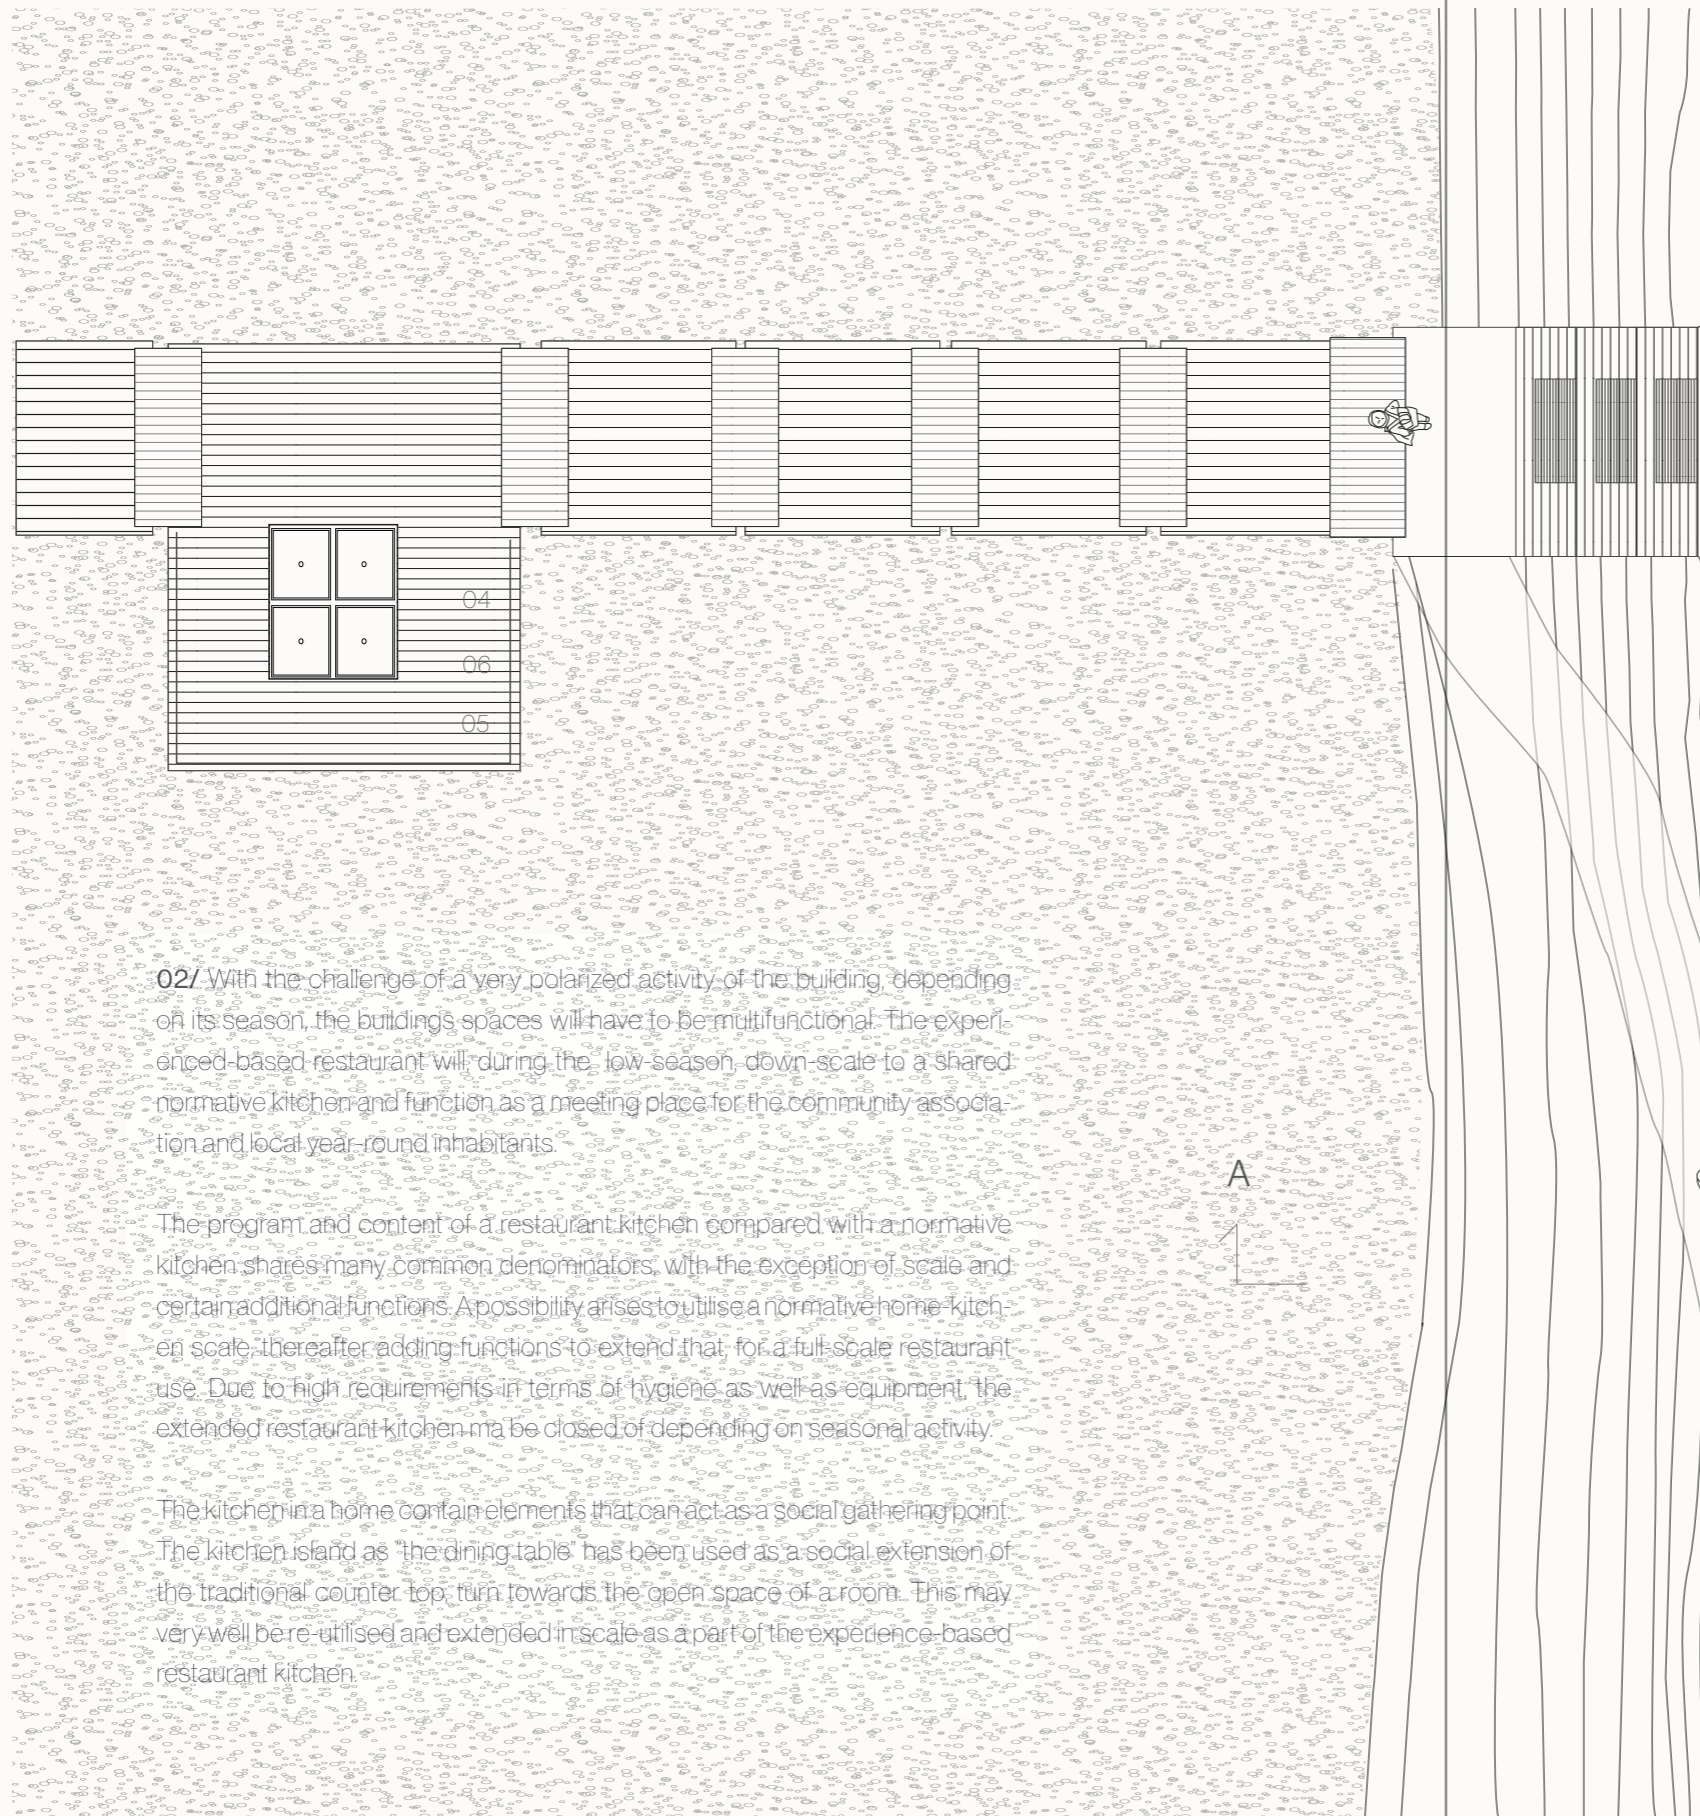 04
06
05
02/ With the challenge of a very polarized activity of the building, depending
on its season, the buildings spaces will have to be multifunctional. The experi-
enced-based restaurant will, during the low-season, down-scale to a shared
normative kitchen and function as a meeting place for the community associa-
tion and local year-round inhabitants.
A
The program and content of a restaurant kitchen compared with a normative
kitchen shares many common denominators, with the exception of scale and
certain additional functions. A possibility arises to utilise a normative home-kitch-
en scale, thereafter adding functions to extend that, for a full-scale restaurant
use. Due to high requirements in terms of hygiene as well as equipment, the
extended restaurant kitchen ma be closed of depending on seasonal activity.
The kitchen in a home contain elements that can act as a social gathering point.
The kitchen island as "the dining table" has been used as a social extension of
the traditional counter top, turn towards the open space of a room. This may
very well be re-utilised and extended in scale as a part of the experience-based
restaurant kitchen.